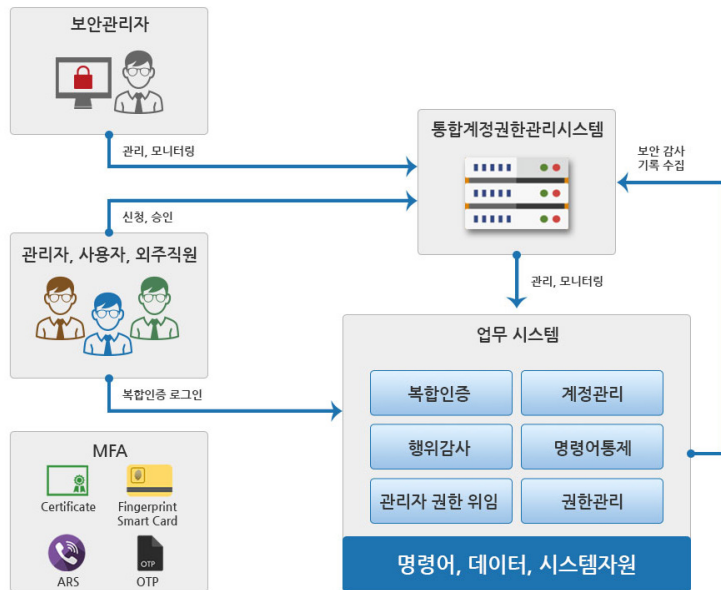 보안관리자
관리, 모니터링
통합계정권한관리시스템
보안 감사
기록 수집
신청, 승인
관리자, 사용자, 외주직원
관리, 모니터링
복합인증 로그인
업무 시스템
복합인증
계정관리
행위감사
명령어통제
관리자 권한 위임
권한관리
명령어, 데이터, 시스템자원
MFA
Certificate
Fingerprint
Smart Card
ARS
OTP
OTP